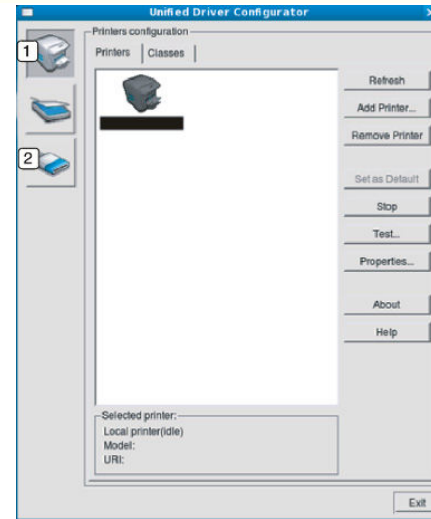 Unified Driver Configurator
1
Printers configuration
Printers
Classes
Refresh
Add Printer...
Remove Printer
2
Set as Default
Stop
Test...
Properties...
About
Help
Selected printer:
Local printer(idle)
Model:
URI:
Exit